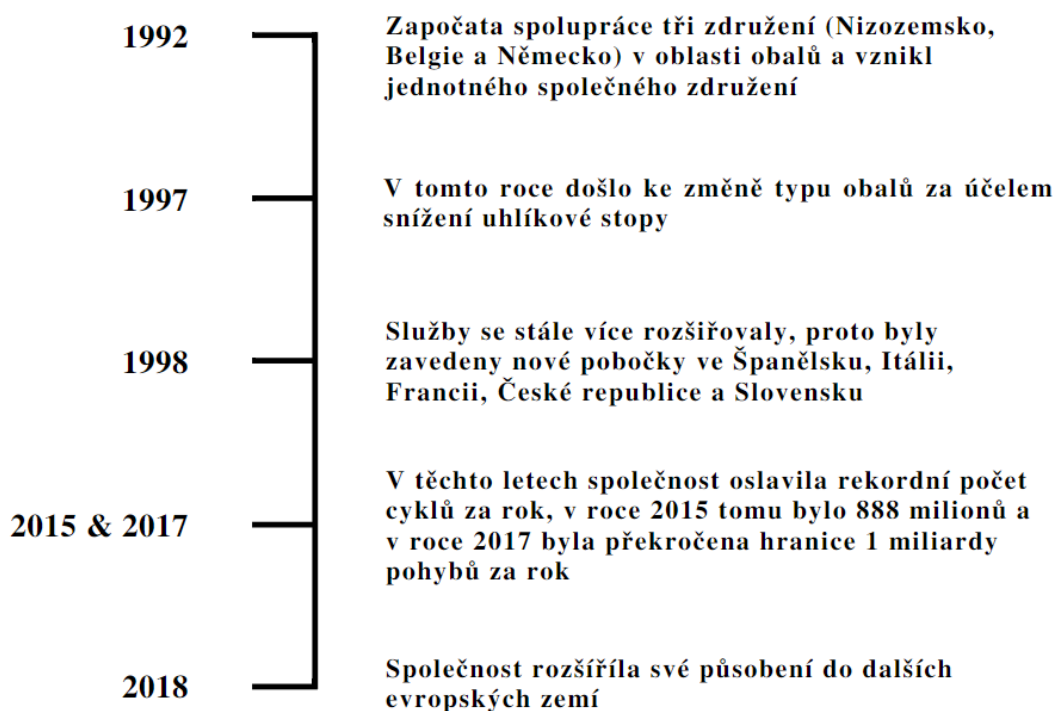 1992
Započata spolupráce tři združení (Nizozemsko,
Belgie a Německo) v oblasti obalů a vznikl
jednotného společného združení
1997
V tomto roce došlo ke změně typu obalů za účelem
snížení uhlíkové stopy
1998
Služby se stále více rozšiřovaly, proto byly
zavedeny nové pobočky ve Španělsku, Itálii,
Francii, České republice a Slovensku
2015 & 2017
V těchto letech společnost oslavila rekordní počet
cyklů za rok, v roce 2015 tomu bylo 888 milionů a
v roce 2017 byla překročena hranice 1 miliardy
pohybů za rok
2018
Společnost rozšířila své působení do dalších
evropských zemí